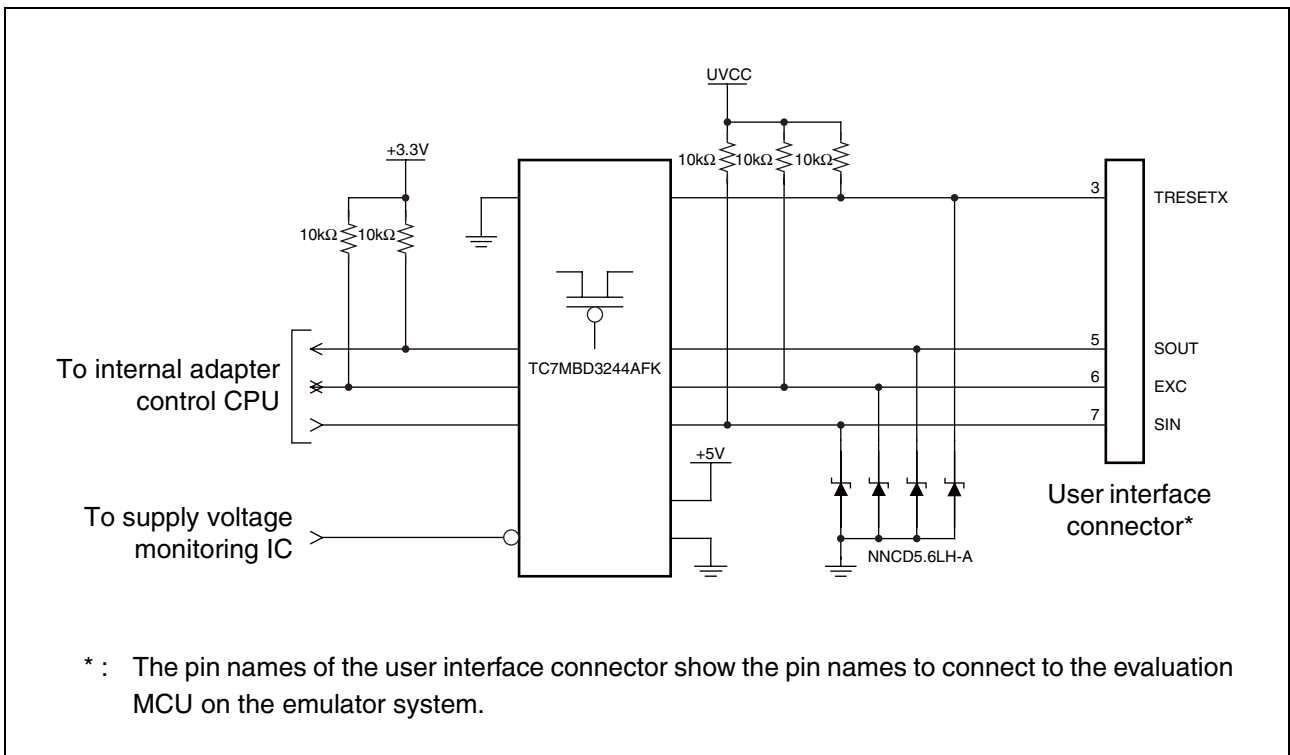 UVCC
+3.3V
10kΩ 10kΩ 10kΩ
3
TRESETX
10kΩ 10kΩ
5
SOUT
To internal adapter
control CPU
TC7MBD3244AFK
6
EXC
7
SIN
+5V
To supply voltage
monitoring IC
User interface
connector*
NNCD5.6LH-A
* : The pin names of the user interface connector show the pin names to connect to the evaluation
MCU on the emulator system.